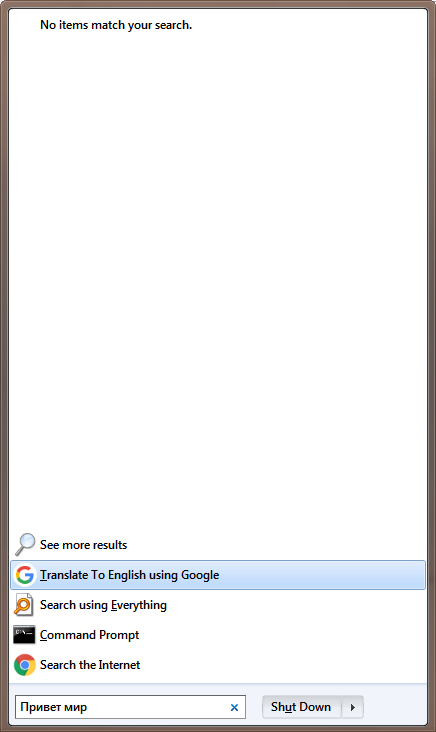 No items match your search.
See more results
Translate To English using Google
Search using Everything
Command Prompt
Search the Internet
Привет мир
Shut Down